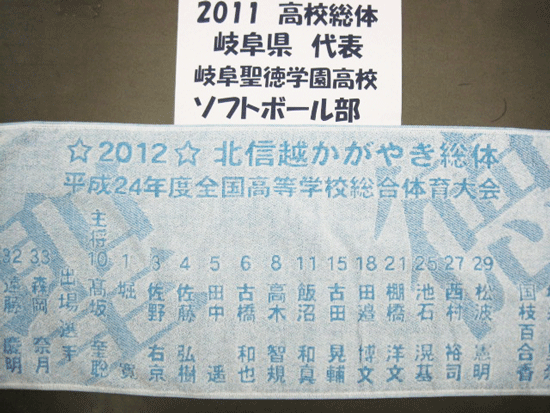 2011 高校総体
岐阜県 代表
岐阜聖徳学園高校
ソフトボール部
☆2012☆ 北信越かがやき総体
平成24年度全国高等学校総合体育大会
聖
徳
32 遠藤 慶明
33 森岡 奈月
出場選手
主将10 髙坂 奎聡
1 堀 寛
3 佐野 右京
4 佐藤 弘樹
5 田中 遥
6 古橋 和也
8 高木 智規
11 飯沼 和真
15 古田 晃輔
18 田邉 博文
21 棚橋 洋文
25 池石 滉基
27 西村 裕司
29 松波 憲明
国枝百合香